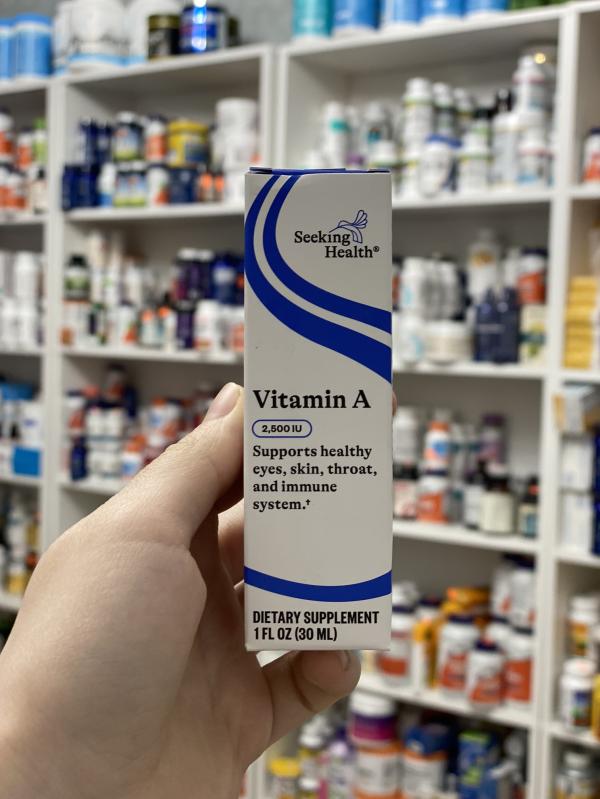 Seeking
Health®
Vitamin A
2,500 IU
Supports healthy
eyes, skin, throat,
and immune
system.†
DIETARY SUPPLEMENT
1 FL OZ (30 ML)